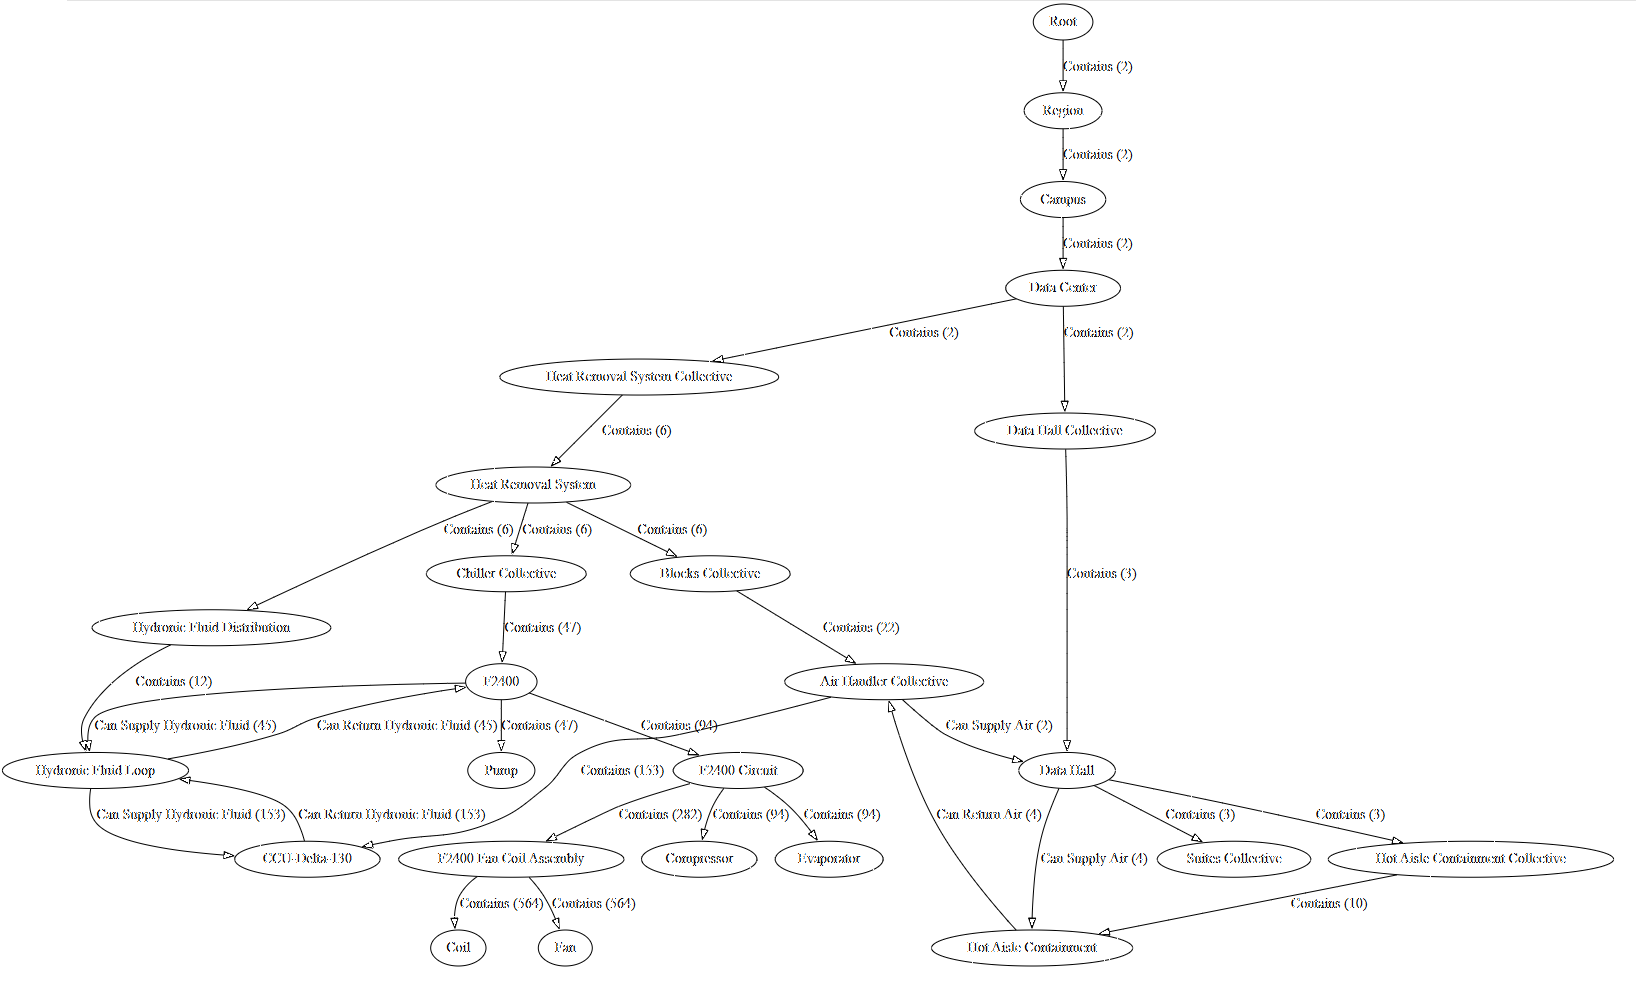 Root
Contains (2)
Region
Contains (2)
Campus
Contains (2)
Data Center
Contains (2) Contains (2)
Heat Removal System Collective
Contains (6) Data Hall Collective
Heat Removal System
Contains (6) Contains (6) Contains (6)
Chiller Collective Blocks Collective Contains (3)
Hydronic Fluid Distribution Contains (47) Contains (22)
Contains (12) F2400 Air Handler Collective
Can Supply Hydronic Fluid (45) Can Return Hydronic Fluid (45) Contains (47) Contains (94) Can Supply Air (2)
Hydronic Fluid Loop Pump Contains (153) F2400 Circuit Data Hall
Can Supply Hydronic Fluid (153) Can Return Hydronic Fluid (153) Contains (282) Contains (94) Contains (94) Can Return Air (4) Contains (3) Contains (3)
CCU-Delta-130 F2400 Fan Coil Assembly Compressor Evaporator Can Supply Air (4) Suites Collective Hot Aisle Containment Collective
Contains (564) Contains (564) Contains (10)
Coil Fan Hot Aisle Containment